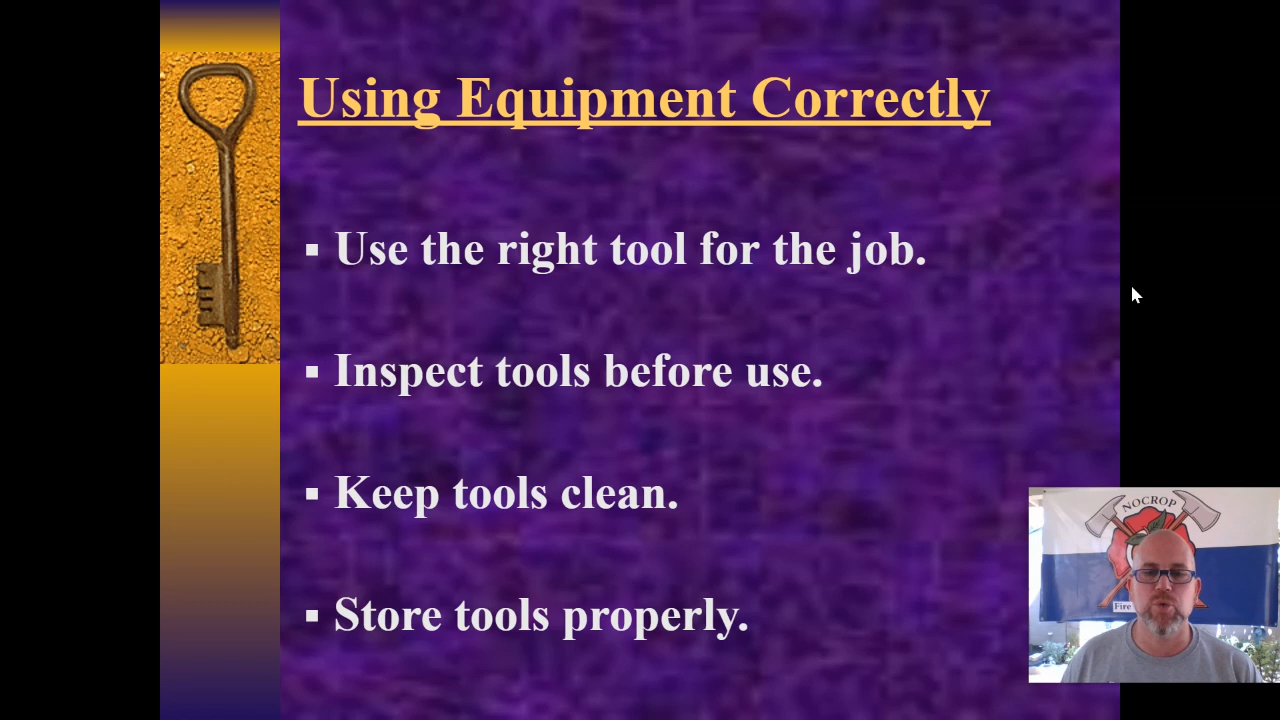 Using Equipment Correctly
▪ Use the right tool for the job.
▪ Inspect tools before use.
▪ Keep tools clean.
▪ Store tools properly.
NOCROP
Fire